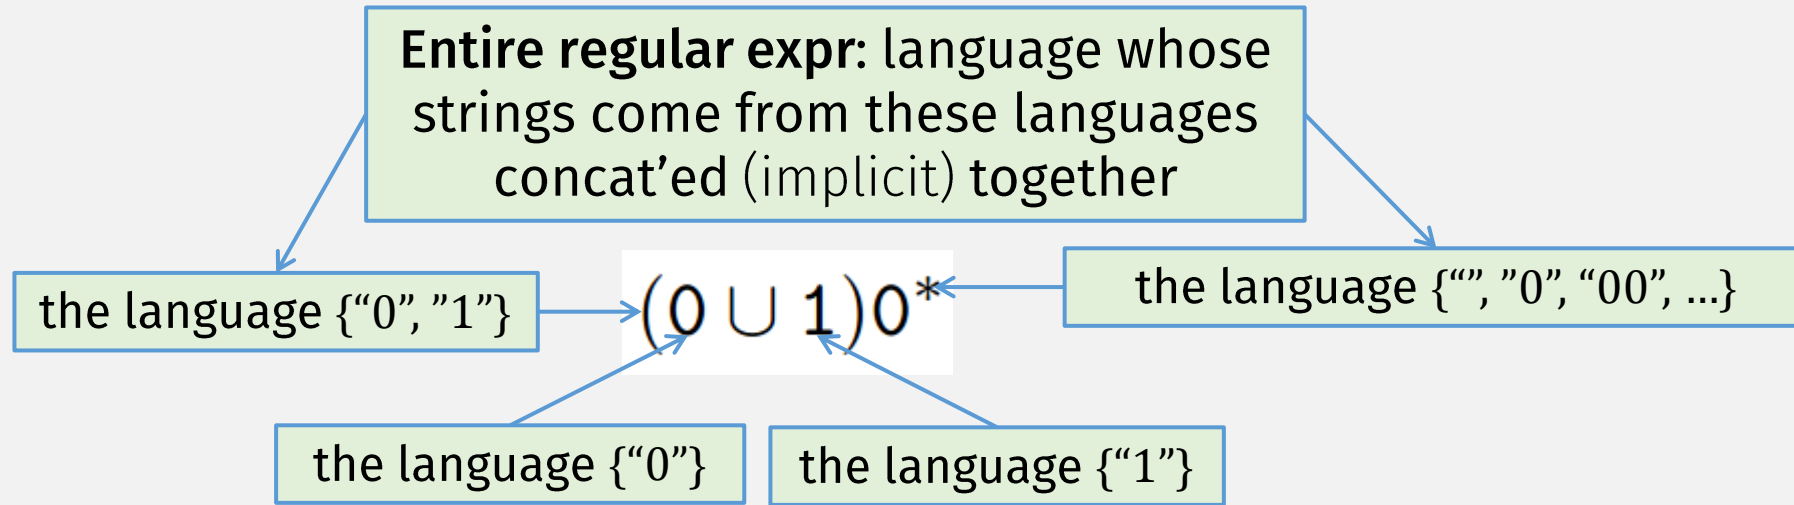 Entire regular expr: language whose
strings come from these languages
concat’ed (implicit) together
the language {“0”, ”1”}
(0 ∪ 1)0*
the language {“”, ”0”, “00”, ...}
the language {“0”}
the language {“1”}